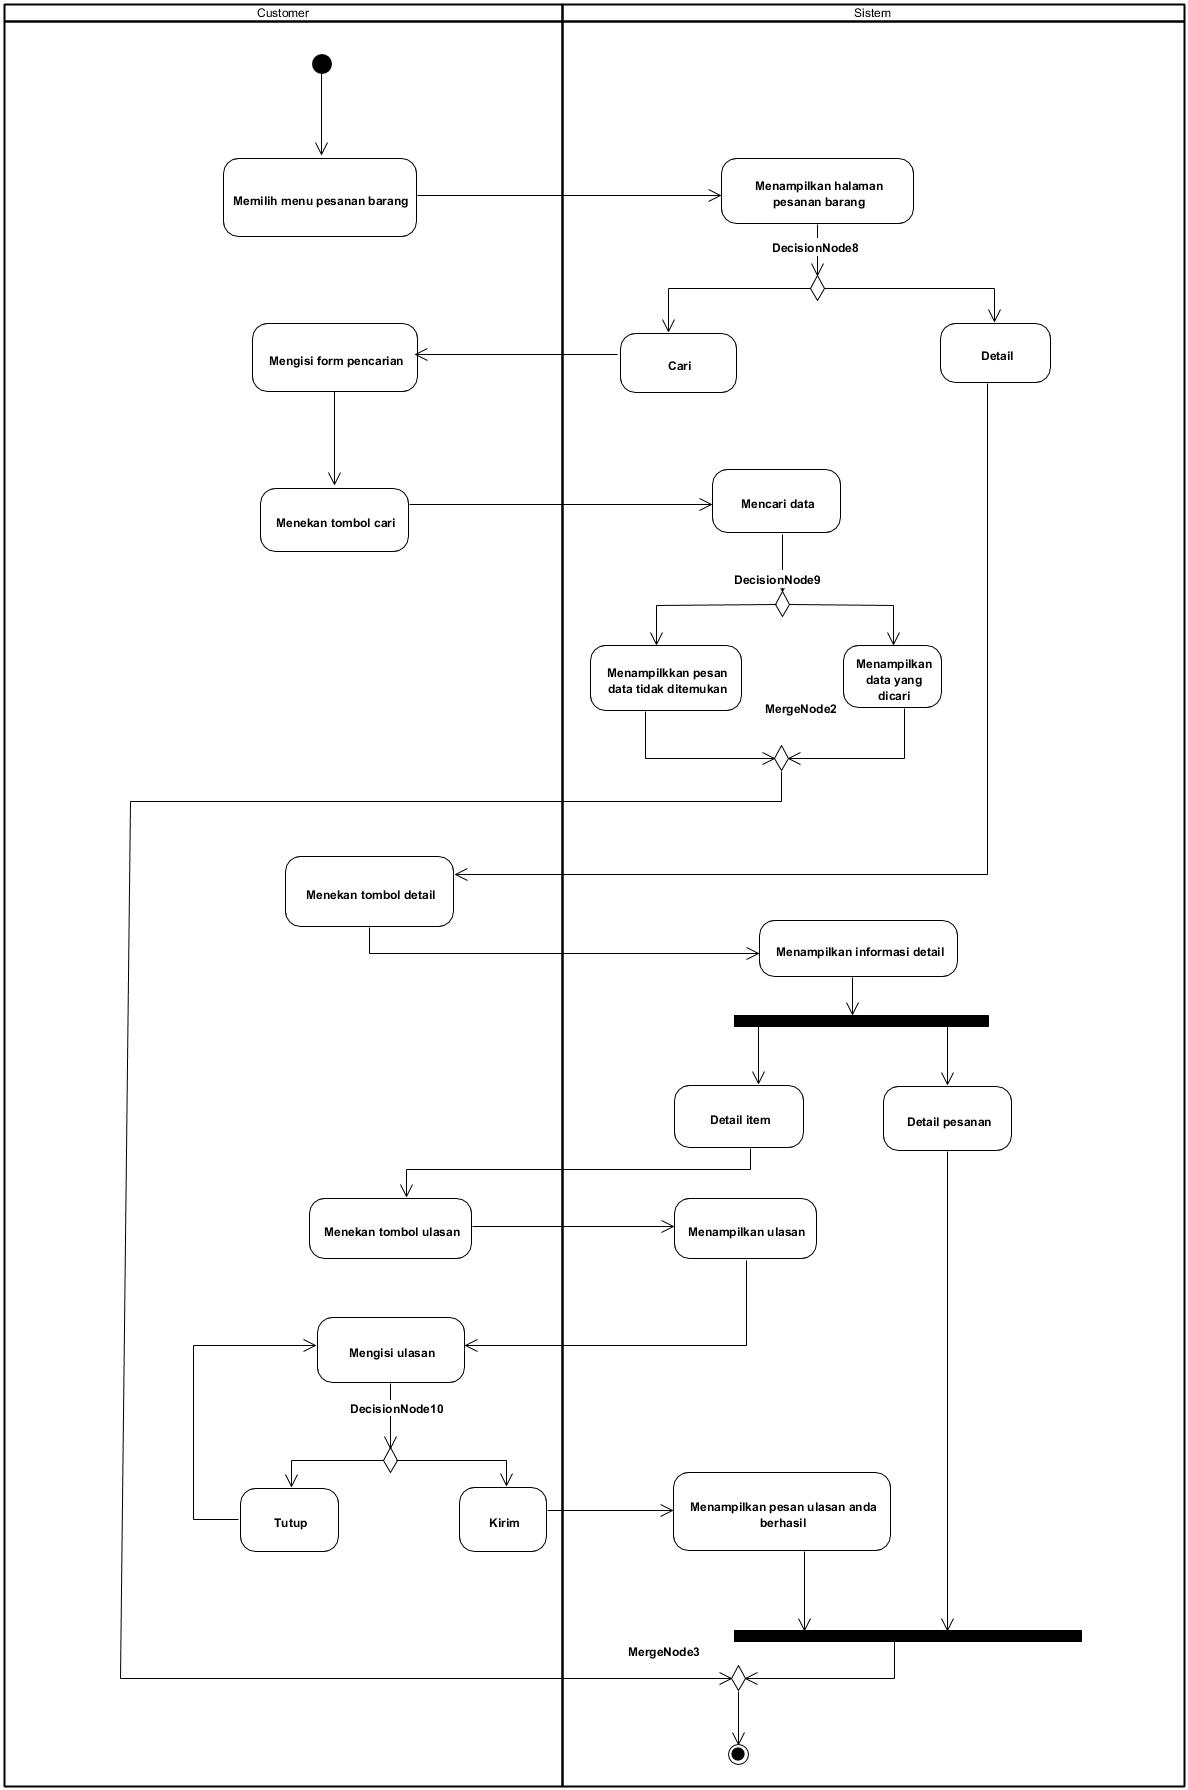 Customer
Sistem
Memilih menu pesanan barang
Menampilkan halaman
pesanan barang
DecisionNode8
Mengisi form pencarian
Cari
Detail
Menekan tombol cari
Mencari data
DecisionNode9
Menampilkkan pesan
data tidak ditemukan
Menampilkan
data yang
dicari
MergeNode2
Menekan tombol detail
Menampilkan informasi detail
Detail item
Detail pesanan
Menekan tombol ulasan
Menampilkan ulasan
Mengisi ulasan
DecisionNode10
Tutup
Kirim
Menampilkan pesan ulasan anda
berhasil
MergeNode3